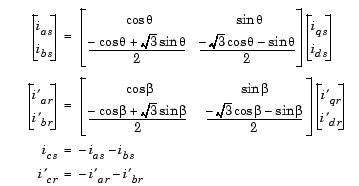 [i_as; i_bs] = [cosθ, sinθ; (−cosθ + √3 sinθ)/2, (−√3 cosθ − sinθ)/2] [i_qs; i_ds]
[i′_ar; i′_br] = [cosβ, sinβ; (−cosβ + √3 sinβ)/2, (−√3 cosβ − sinβ)/2] [i′_qr; i′_dr]
i_cs = −i_as − i_bs
i′_cr = −i′_ar − i′_br